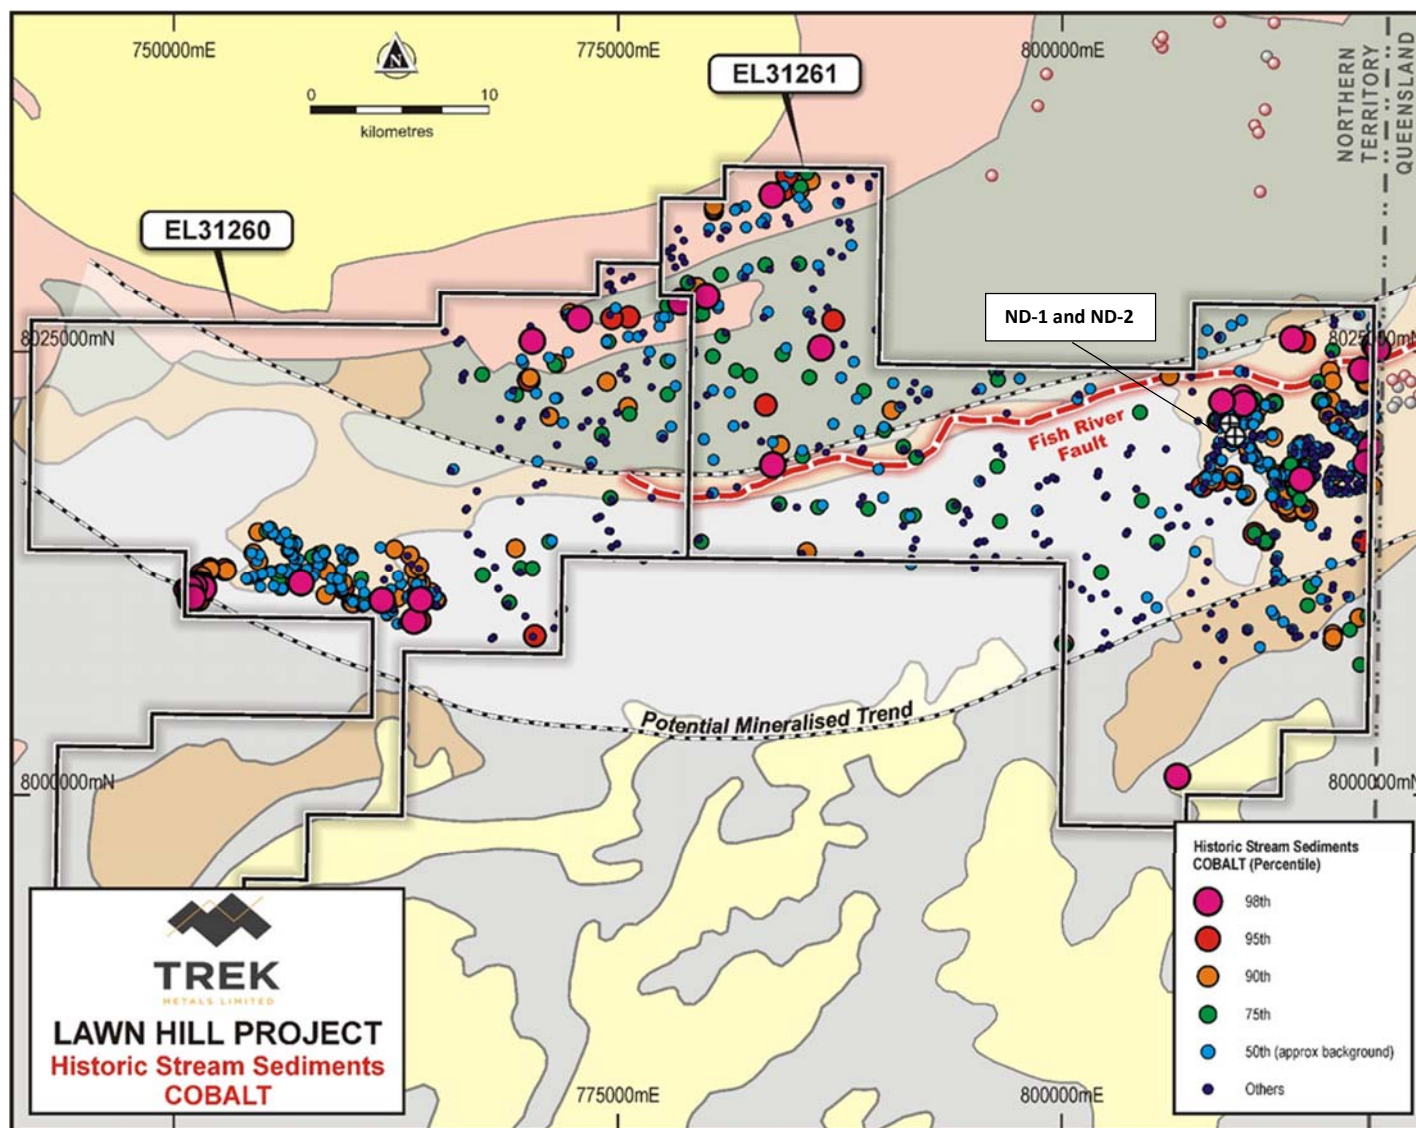 750000mE
775000mE
800000mE
N
0 10
kilometres
EL31261
NORTHERN
TERRITORY
QUEENSLAND
EL31260
ND-1 and ND-2
8025000mN
8025000mN
Fish River
Fault
Potential Mineralised Trend
8000000mN
8000000mN
TREK
METALS LIMITED
LAWN HILL PROJECT
Historic Stream Sediments
COBALT
775000mE
800000mE
Historic Stream Sediments
COBALT (Percentile)
98th
95th
90th
75th
50th (approx background)
Others